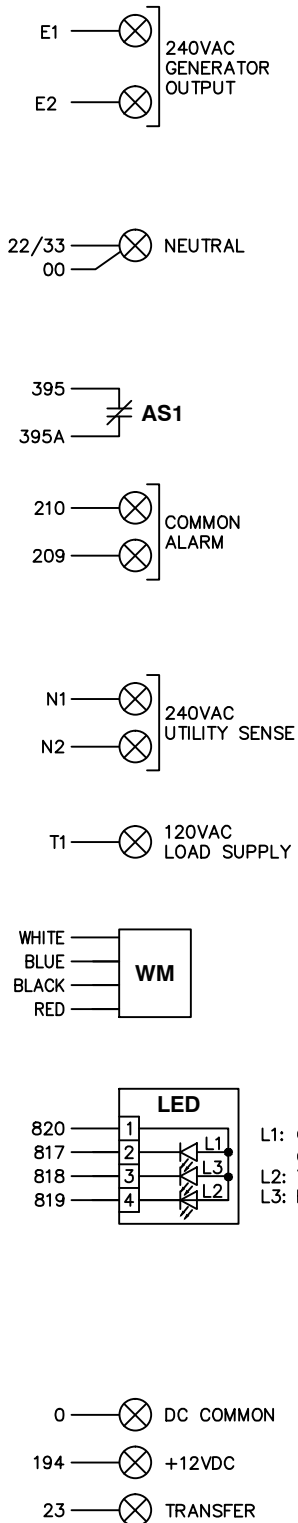 E1
240VAC
GENERATOR
OUTPUT
E2
22/33
NEUTRAL
00
395
AS1
395A
210
COMMON
ALARM
209
N1
240VAC
UTILITY SENSE
N2
T1
120VAC
LOAD SUPPLY
WHITE
BLUE
BLACK
RED
WM
LED
820 1
817 2 L1
818 3 L3
819 4 L2
L1:
L2:
L3:
0 DC COMMON
194 +12VDC
23 TRANSFER